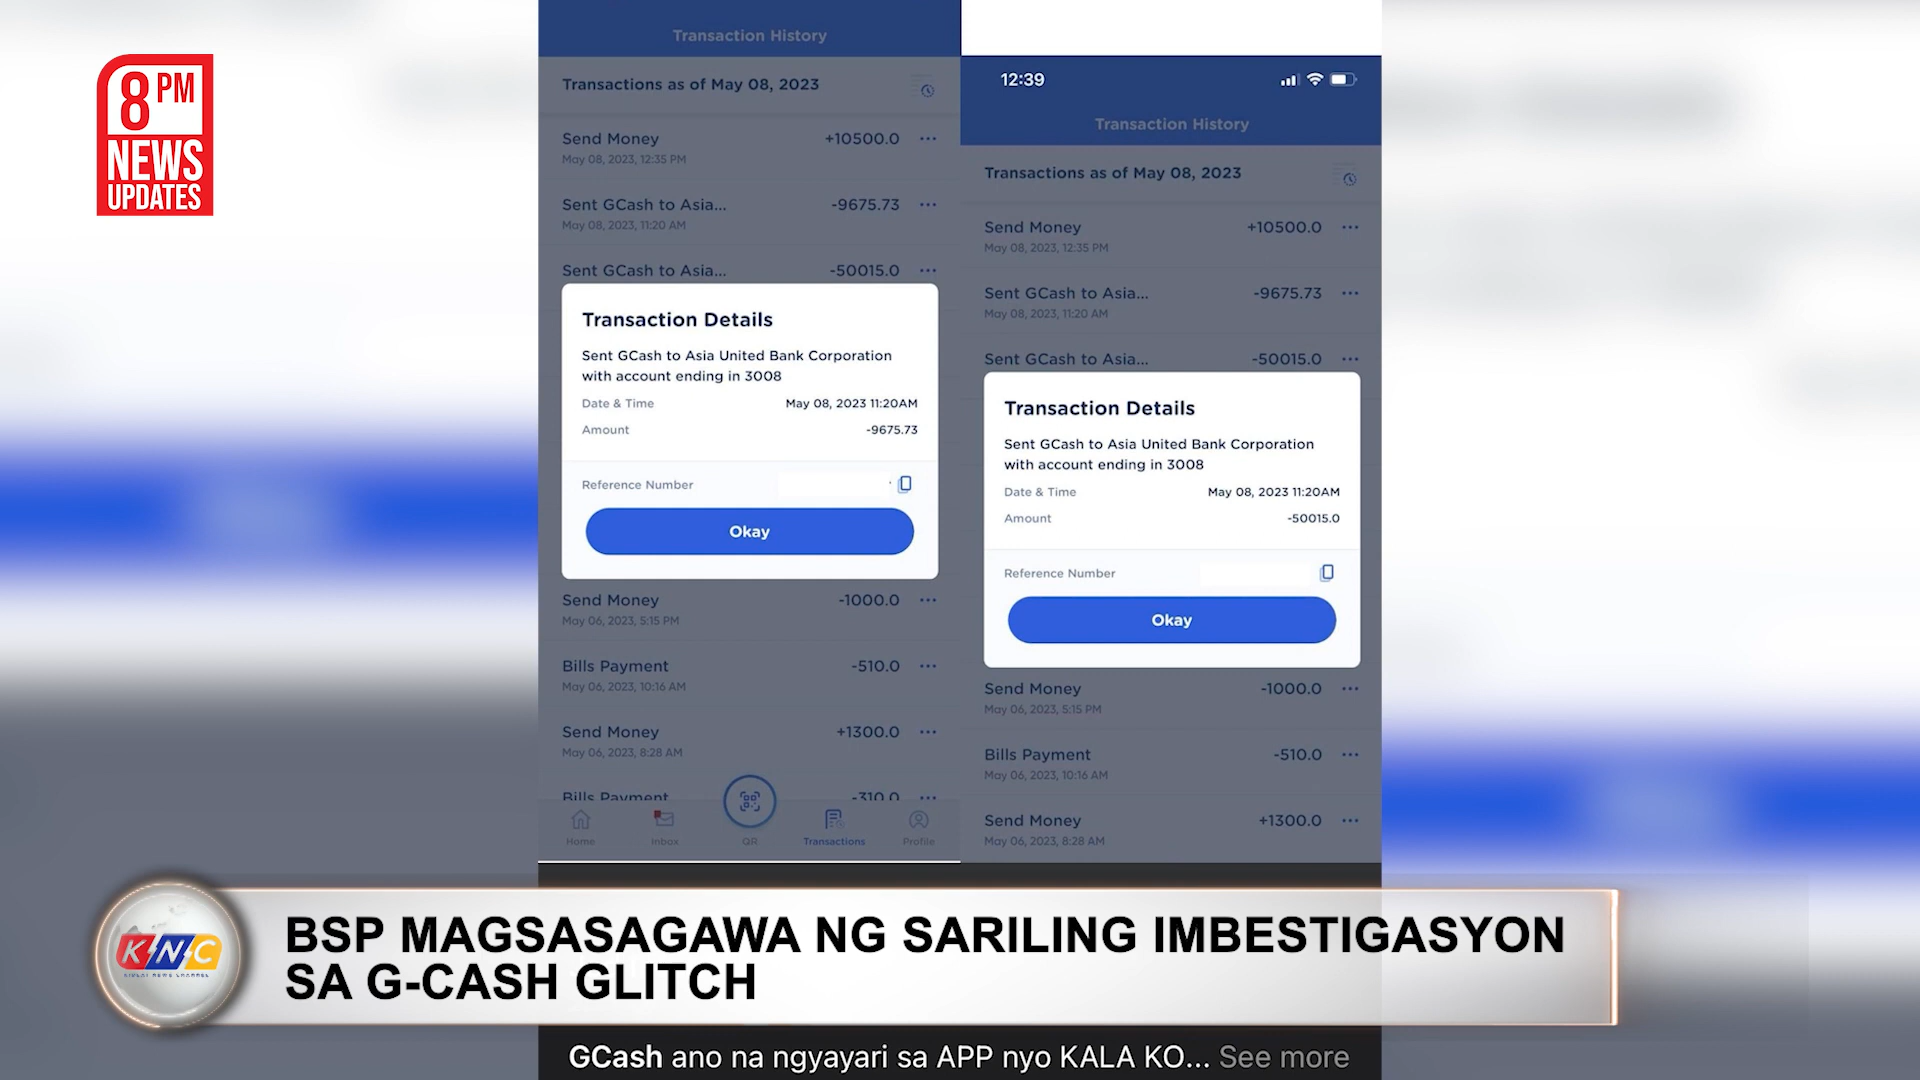 8 PM
NEWS
UPDATES
Transaction History
Transactions as of May 08, 2023
Send Money +10500.0
May 08, 2023, 12:35 PM
Sent GCash to Asia... -9675.73
May 08, 2023, 11:20 AM
Sent GCash to Asia... -50015.0
Transaction Details
Sent GCash to Asia United Bank Corporation
with account ending in 3008
Date & Time May 08, 2023 11:20AM
Amount -9675.73
Reference Number
Okay
Send Money -1000.0
May 06, 2023, 5:15 PM
Bills Payment -510.0
May 06, 2023, 10:16 AM
Send Money +1300.0
May 06, 2023, 8:28 AM
Bills Payment -310.0
Home Inbox QR Transactions Profile
12:39
Transaction History
Transactions as of May 08, 2023
Send Money +10500.0
May 08, 2023, 12:35 PM
Sent GCash to Asia... -9675.73
May 08, 2023, 11:20 AM
Sent GCash to Asia... -50015.0
Transaction Details
Sent GCash to Asia United Bank Corporation
with account ending in 3008
Date & Time May 08, 2023 11:20AM
Amount -50015.0
Reference Number
Okay
Send Money -1000.0
May 06, 2023, 5:15 PM
Bills Payment -510.0
May 06, 2023, 10:16 AM
Send Money +1300.0
May 06, 2023, 8:28 AM
KNC
BSP MAGSASAGAWA NG SARILING IMBESTIGASYON
SA G-CASH GLITCH
GCash ano na ngyayari sa APP nyo KALA KO... See more